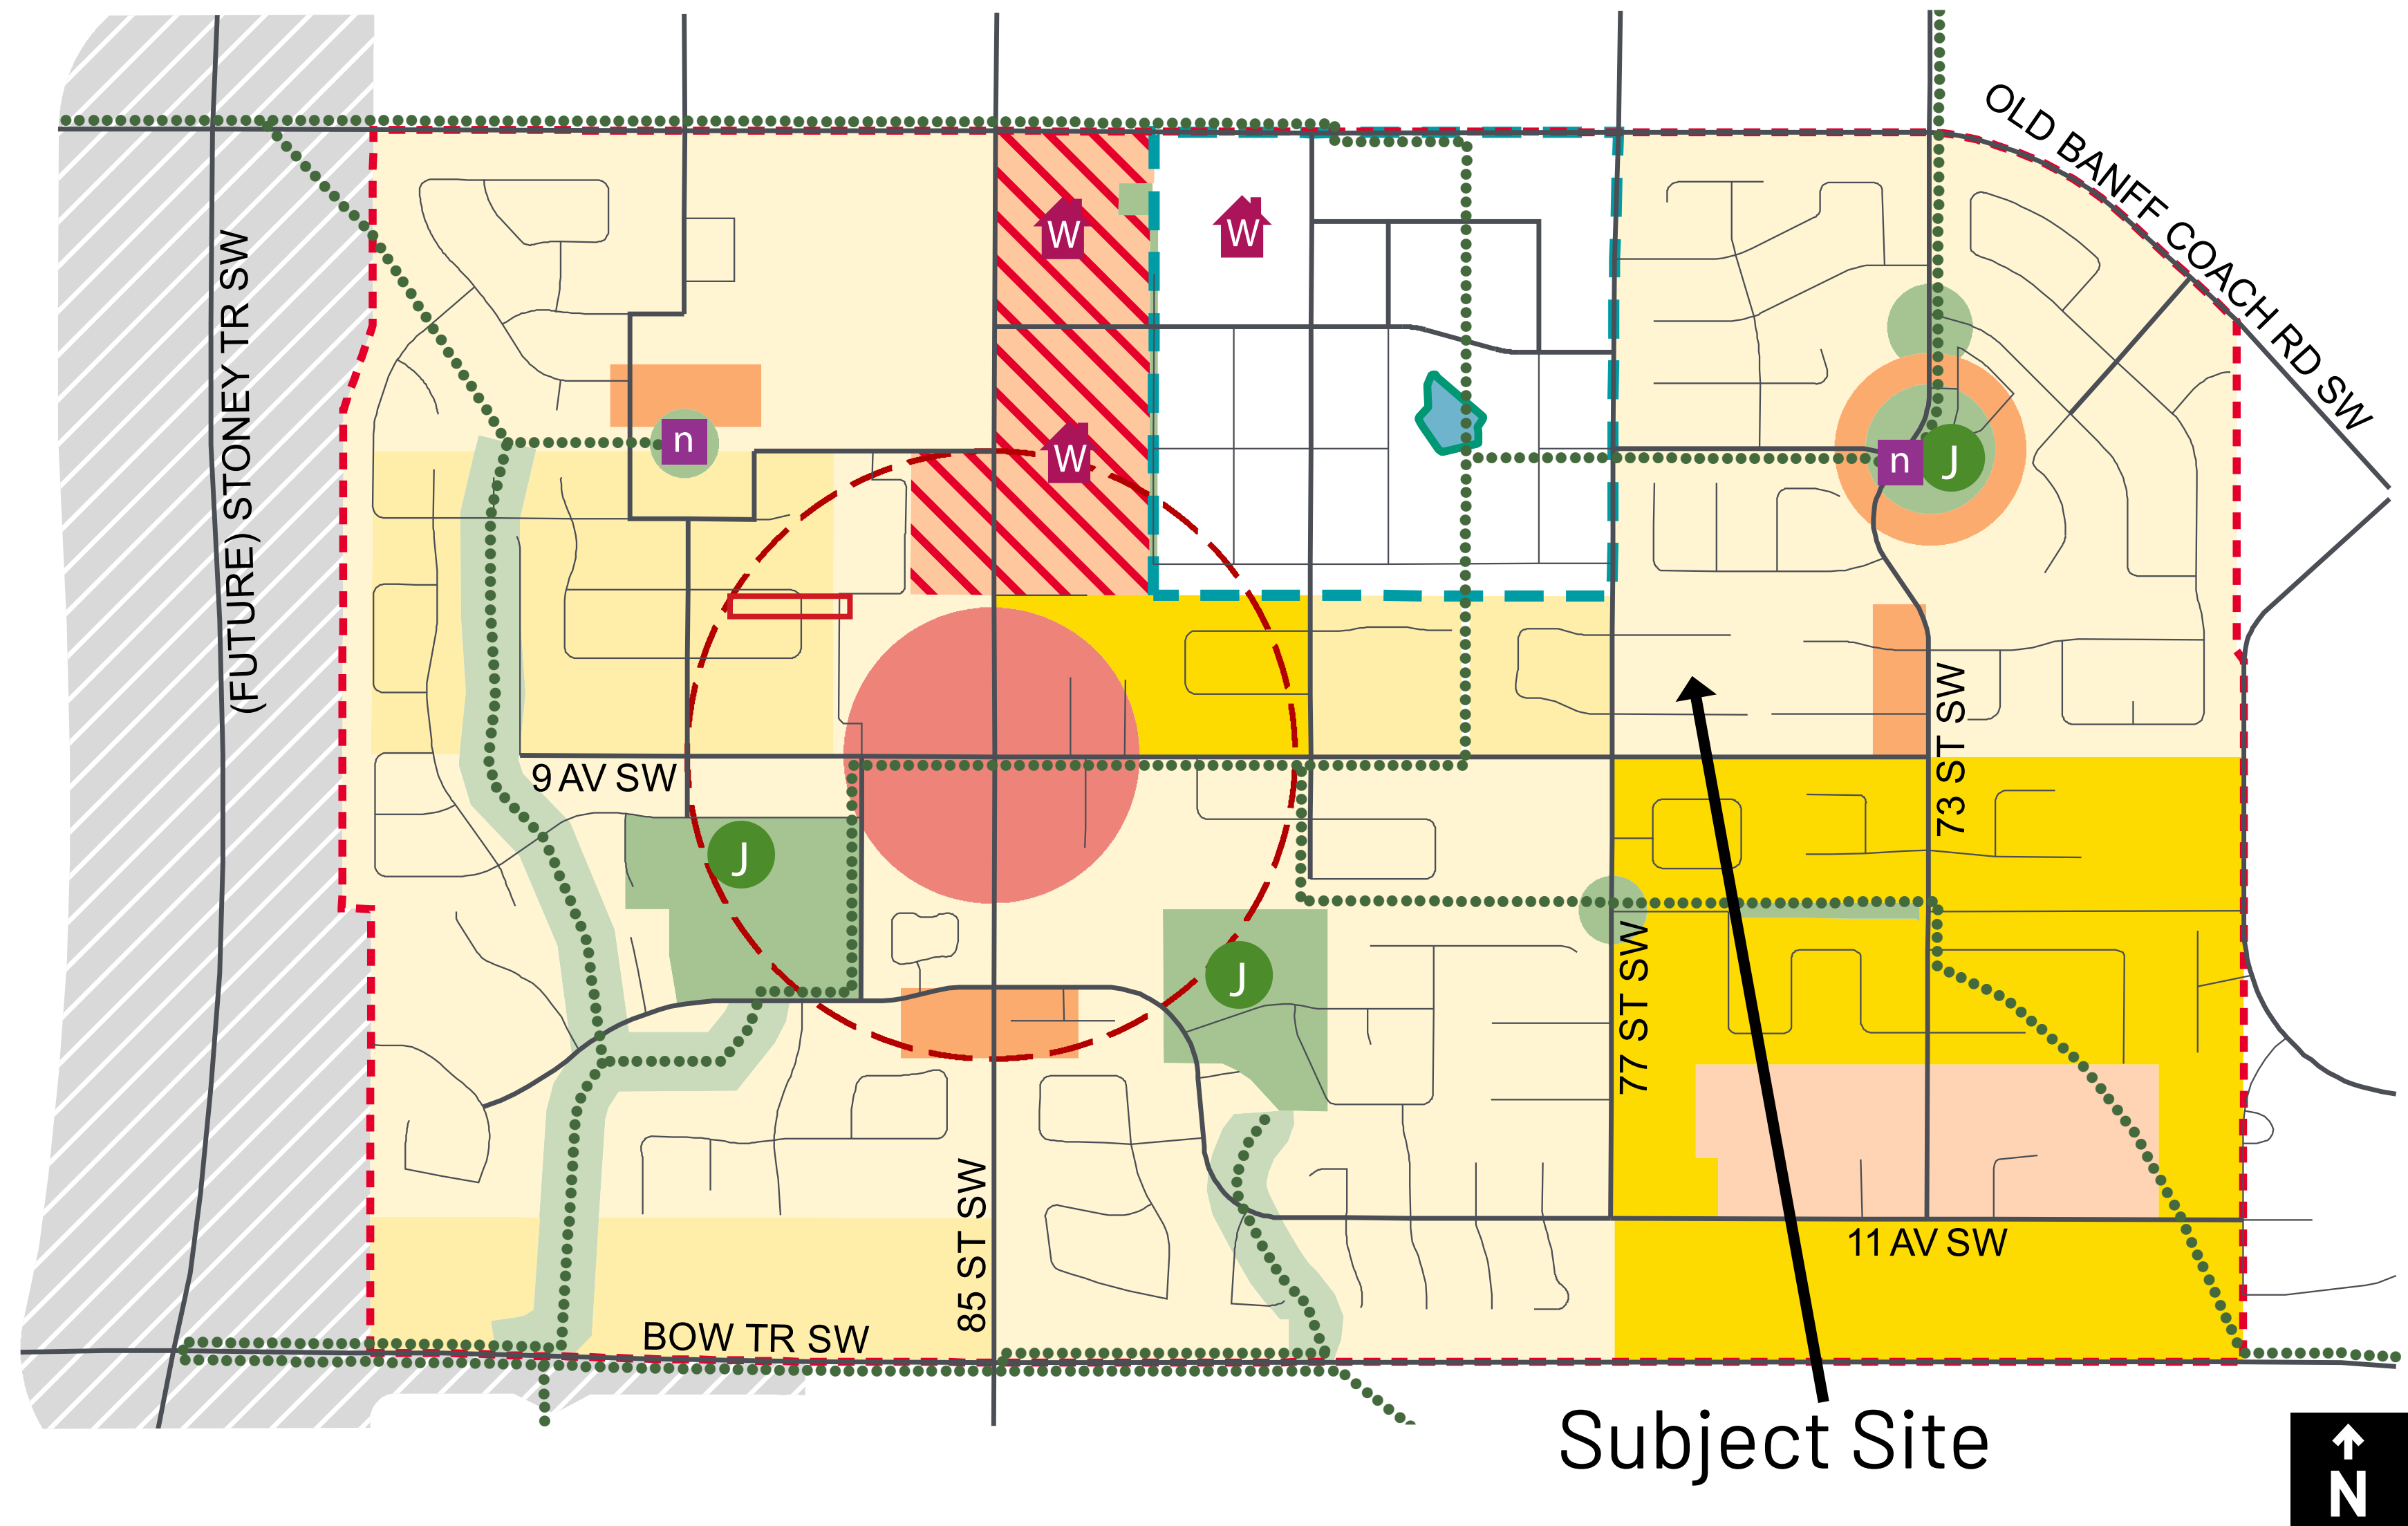 OLD BANFF COACH RD SW
W
W
(FUTURE) STONEY TR SW
n
W
n
J
73 ST SW
9 AV SW
J
J
77 ST SW
85 ST SW
11 AV SW
BOW TR SW
Subject Site
N